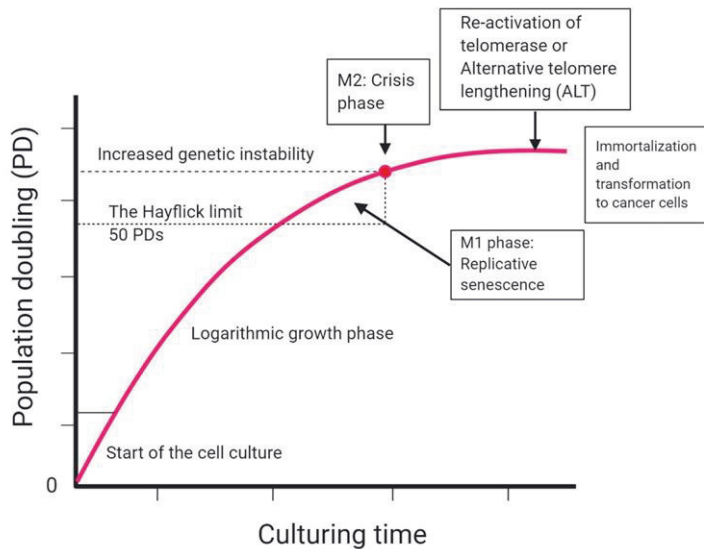 Re-activation of
telomerase or
Alternative telomere
lengthening (ALT)
M2: Crisis
phase
Immortalization
and
transformation
to cancer cells
Increased genetic instability
The Hayflick limit
50 PDs
M1 phase:
Replicative
senescence
Logarithmic growth phase
Start of the cell culture
Population doubling (PD)
0
Culturing time